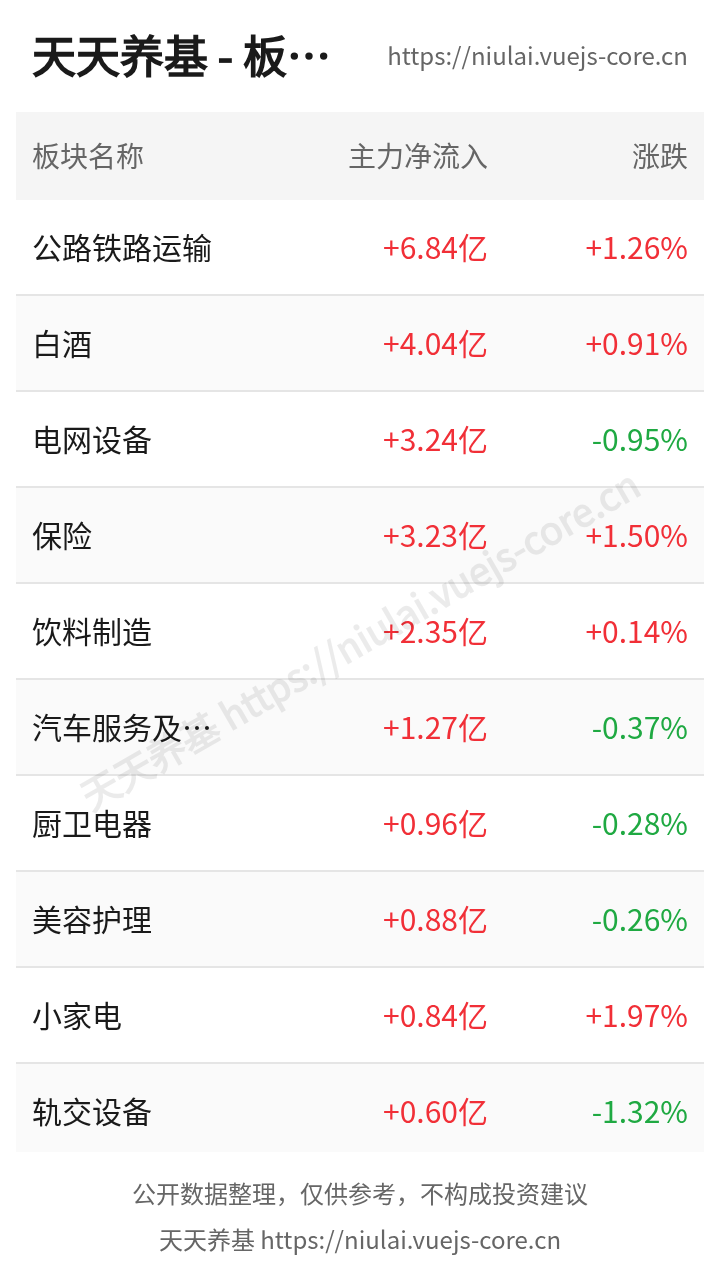 天天养基 - 板… https://niulai.vuejs-core.cn
板块名称 主力净流入 涨跌
公路铁路运输 +6.84亿 +1.26%
白酒 +4.04亿 +0.91%
电网设备 +3.24亿 -0.95%
保险 +3.23亿 +1.50%
饮料制造 +2.35亿 +0.14%
汽车服务及… +1.27亿 -0.37%
厨卫电器 +0.96亿 -0.28%
美容护理 +0.88亿 -0.26%
小家电 +0.84亿 +1.97%
轨交设备 +0.60亿 -1.32%
天天养基 https://niulai.vuejs-core.cn
公开数据整理，仅供参考，不构成投资建议
天天养基 https://niulai.vuejs-core.cn